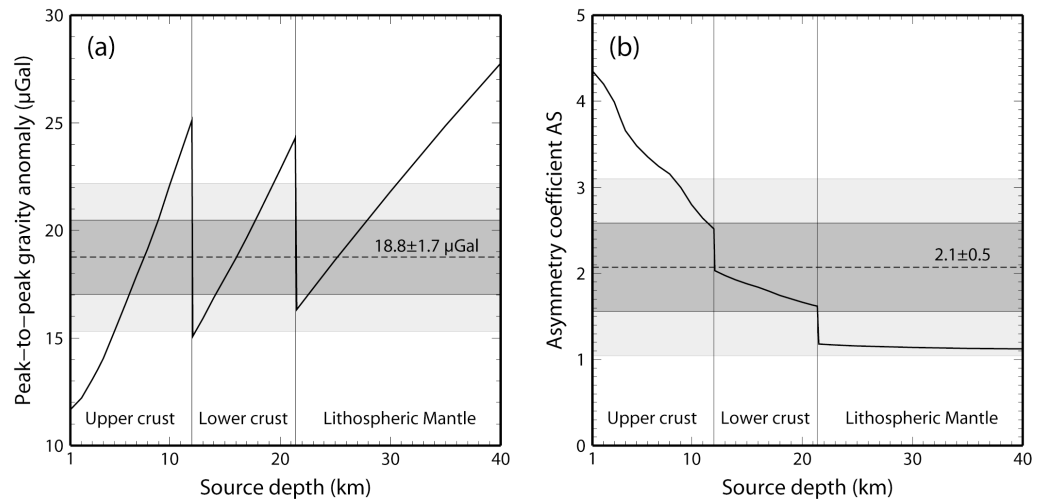 (a)
Peak−to−peak gravity anomaly (μGal)
30
25
20
15
10
18.8±1.7 μGal
Upper crust
Lower crust
Lithospheric Mantle
1
10
20
30
40
Source depth (km)
(b)
Asymmetry coefficient AS
5
4
3
2
1
0
2.1±0.5
Upper crust
Lower crust
Lithospheric Mantle
1
10
20
30
40
Source depth (km)